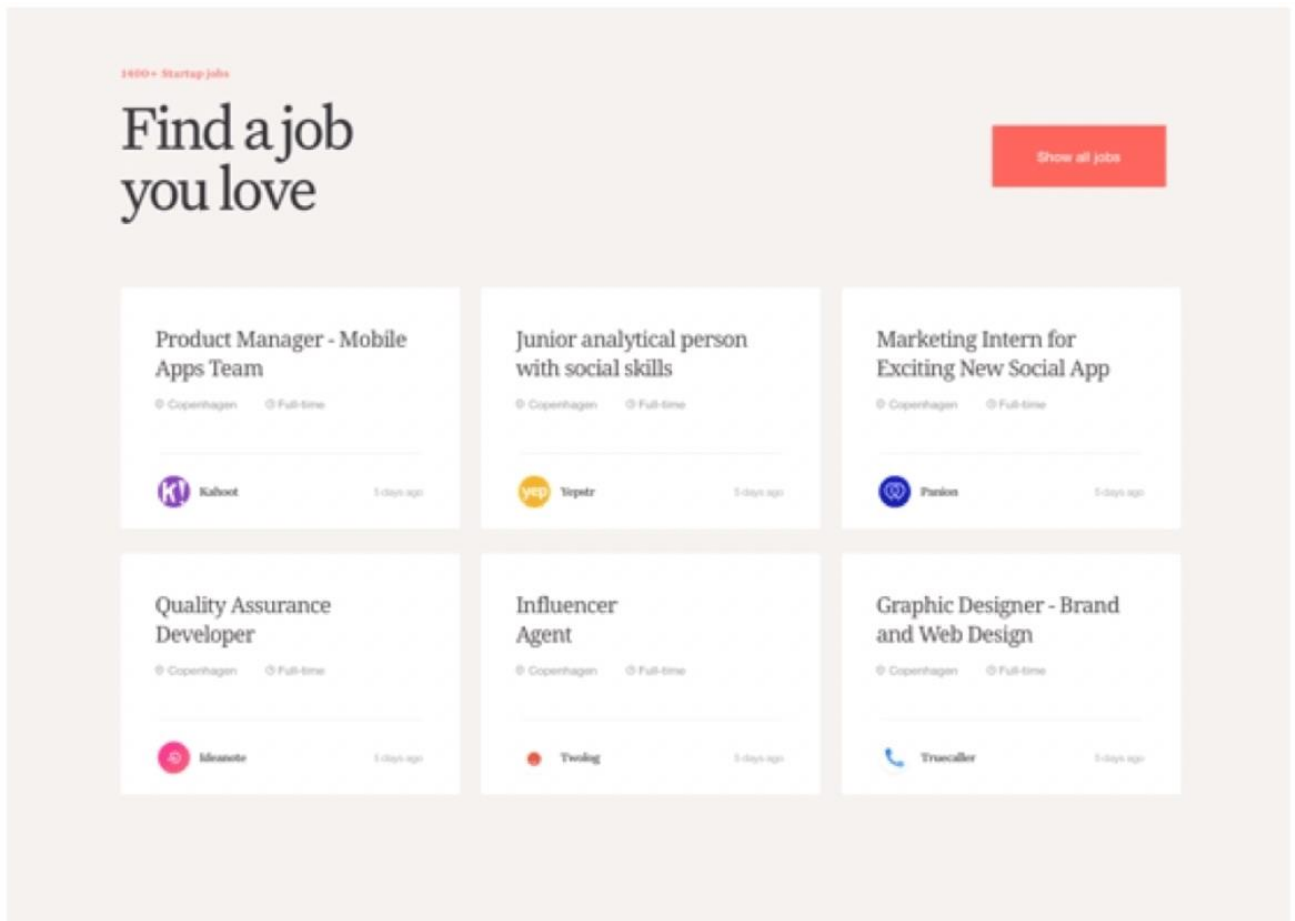 1400+ Startup jobs
Find a job
you love
Show all jobs
Product Manager - Mobile
Apps Team
Copenhagen Full-time
K!
Kahoot
5 days ago
Junior analytical person
with social skills
Copenhagen Full-time
yep
Yepstr
5 days ago
Marketing Intern for
Exciting New Social App
Copenhagen Full-time
Panion
5 days ago
Quality Assurance
Developer
Copenhagen Full-time
Ideanote
5 days ago
Influencer
Agent
Copenhagen Full-time
Twolog
5 days ago
Graphic Designer - Brand
and Web Design
Copenhagen Full-time
Truecaller
5 days ago